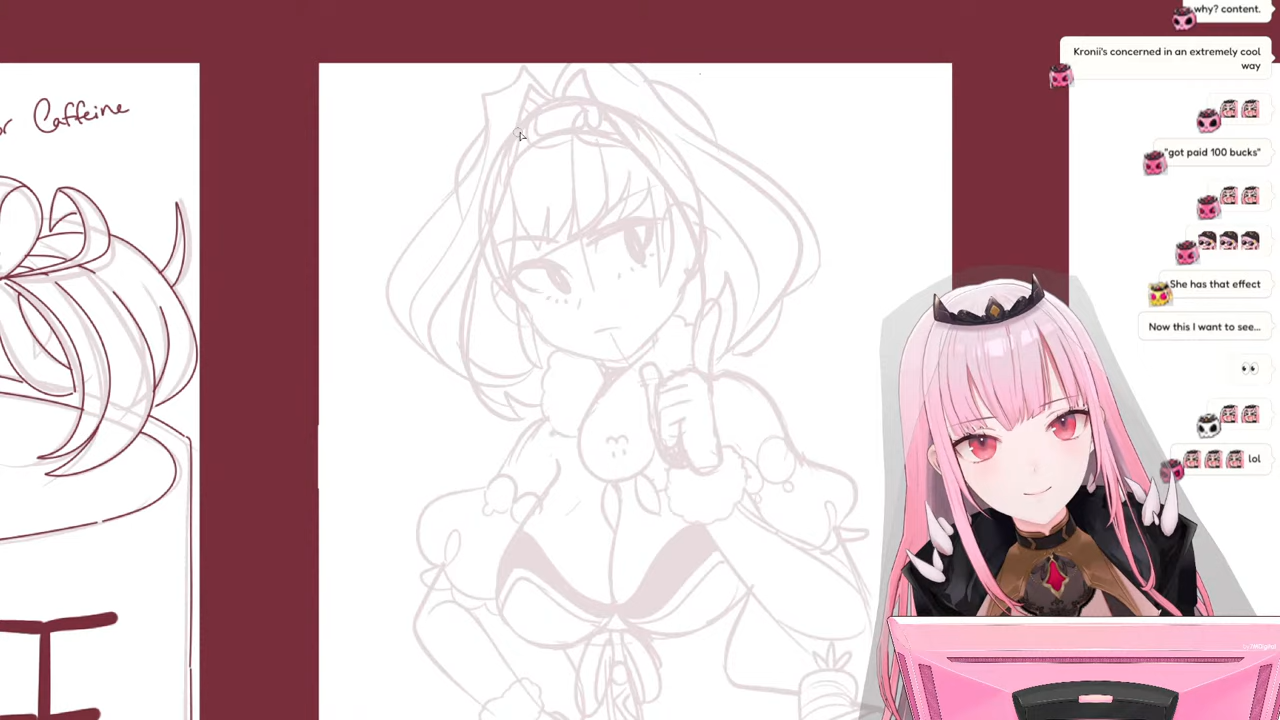 or Caffeine
why? content.
Kronii's concerned in an extremely cool
way
"got paid 100 bucks"
She has that effect
Now this I want to see...
lol